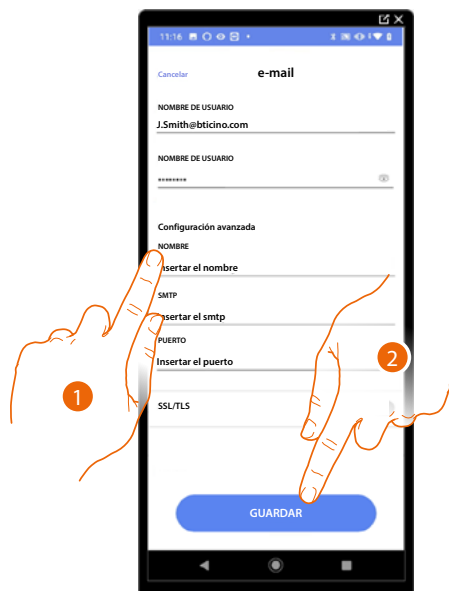 11:16
Cancelar e-mail
NOMBRE DE USUARIO
J.Smith@bticino.com
NOMBRE DE USUARIO
********
Configuración avanzada
NOMBRE
Insertar el nombre
SMTP
Insertar el smtp
PUERTO
Insertar el puerto
SSL/TLS
GUARDAR
1
2